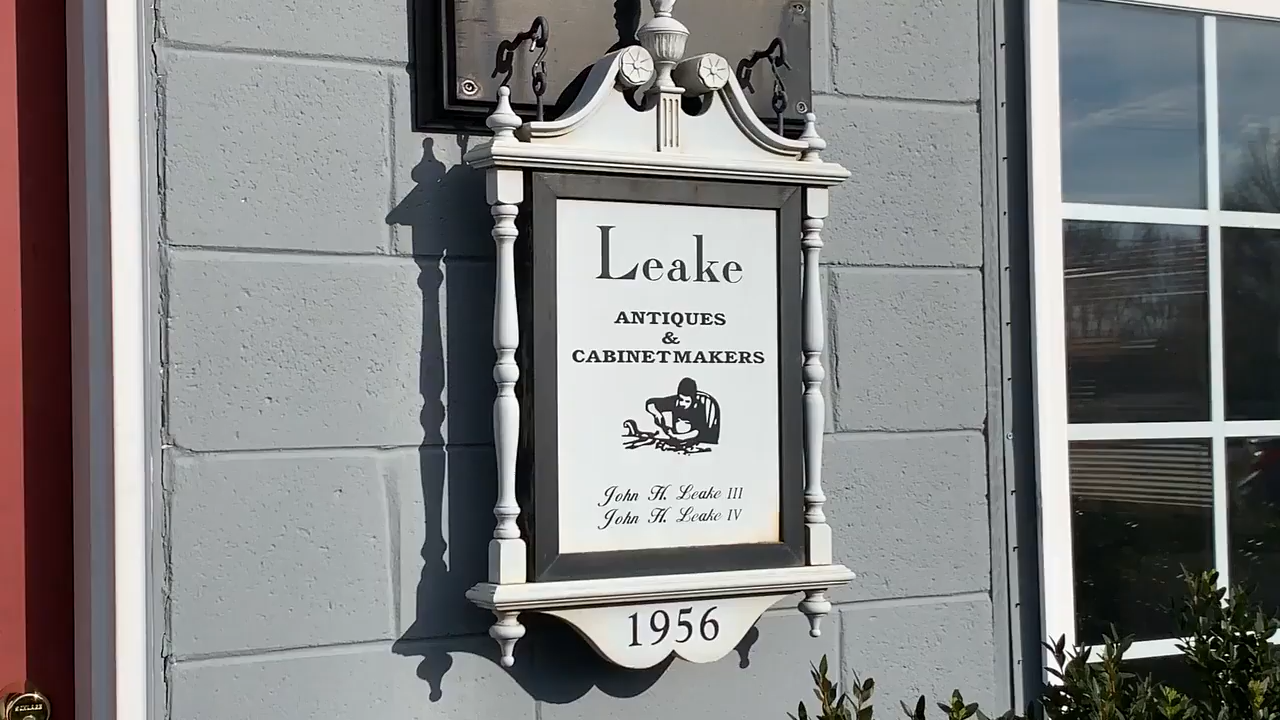 Leake
ANTIQUES
&
CABINETMAKERS
John H. Leake III
John H. Leake IV
1956